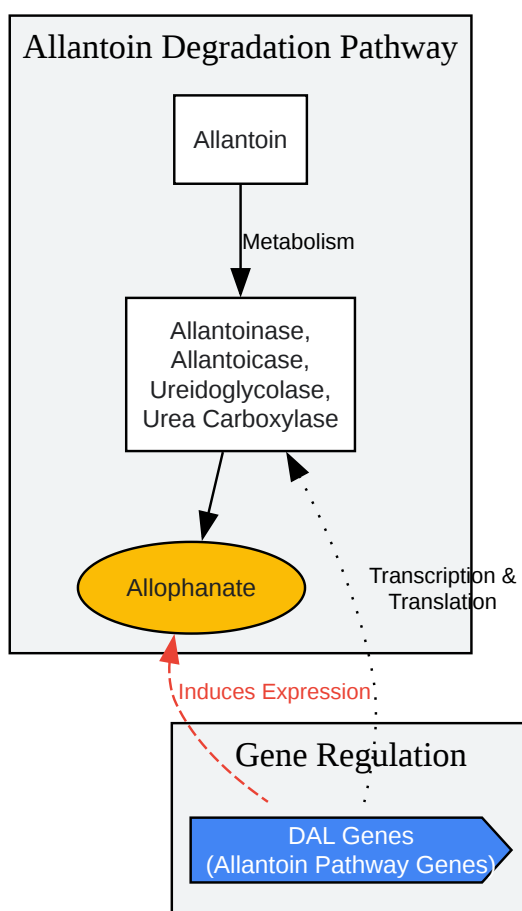 Allantoin Degradation Pathway
Allantoin
Metabolism
Allantoinase,
Allantoicase,
Ureidoglycolase,
Urea Carboxylase
Allophanate
Transcription &
Translation
Induces Expression
Gene Regulation
DAL Genes
(Allantoin Pathway Genes)